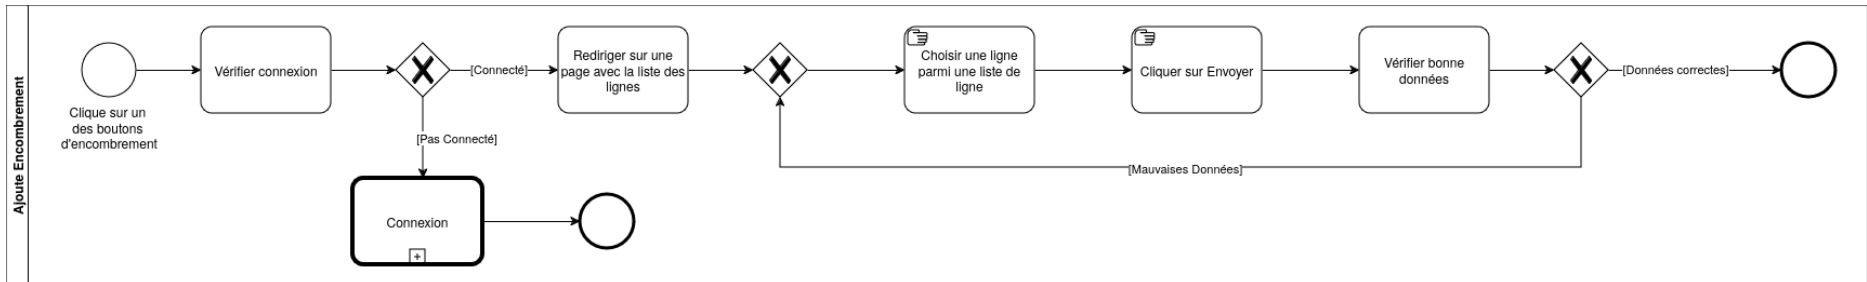 Ajoute Encombrement
Clique sur un
des boutons
d'encombrement
Vérifier connexion
[Connecté]
[Pas Connecté]
Connexion
Rediriger sur une
page avec la liste des
lignes
Choisir une ligne
parmi une liste de
ligne
Cliquer sur Envoyer
Vérifier bonne
données
[Données correctes]
[Mauvaises Données]